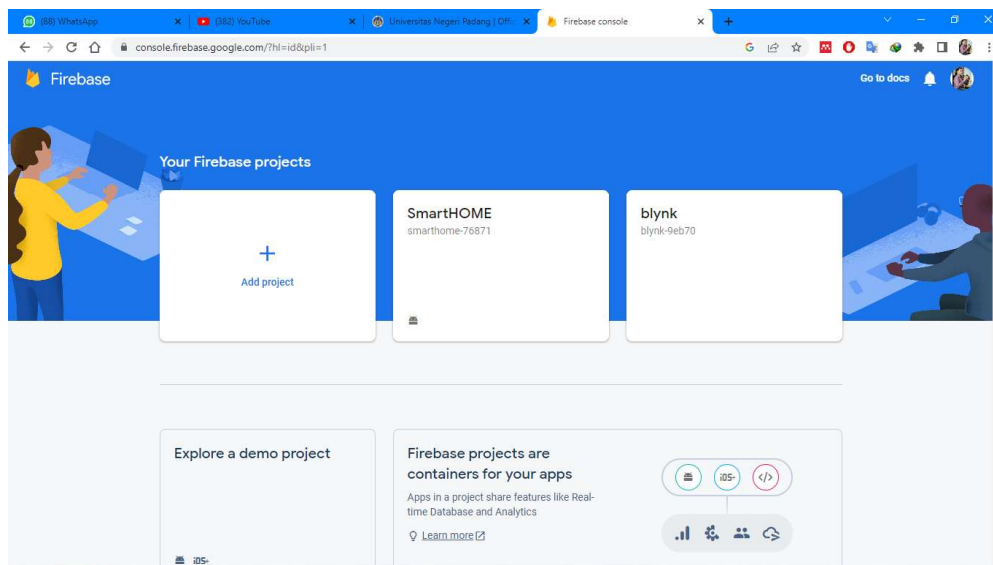 (88) WhatsApp
(382) YouTube
Universitas Negeri Padang | Offic
Firebase console
console.firebase.google.com/?hl=id&pli=1
Firebase
Go to docs
Your Firebase projects
Add project
SmartHOME
smarthome-76871
blynk
blynk-9eb70
Explore a demo project
iOS+
Firebase projects are
containers for your apps
Apps in a project share features like Real-
time Database and Analytics
Learn more
iOS+